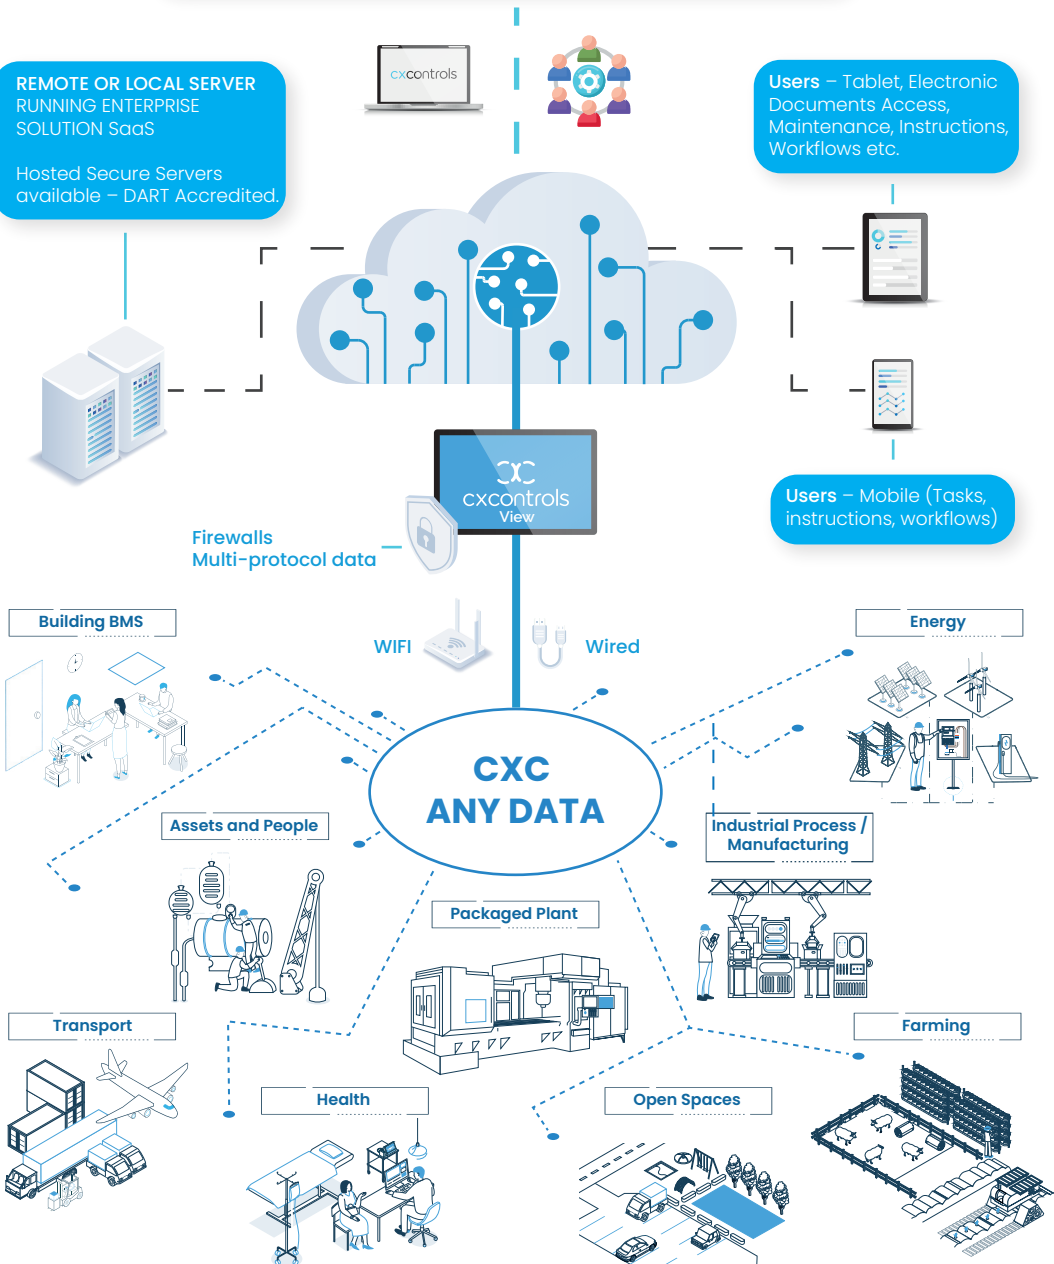 cxcontrols
REMOTE OR LOCAL SERVER
RUNNING ENTERPRISE
SOLUTION SaaS
Hosted Secure Servers
available – DART Accredited.
Users – Tablet, Electronic
Documents Access,
Maintenance, Instructions,
Workflows etc.
cxcontrols
View
Users – Mobile (Tasks,
instructions, workflows)
Firewalls
Multi-protocol data
WIFI
Wired
Building BMS
Energy
CXC
ANY DATA
Assets and People
Industrial Process /
Manufacturing
Packaged Plant
Transport
Farming
Health
Open Spaces